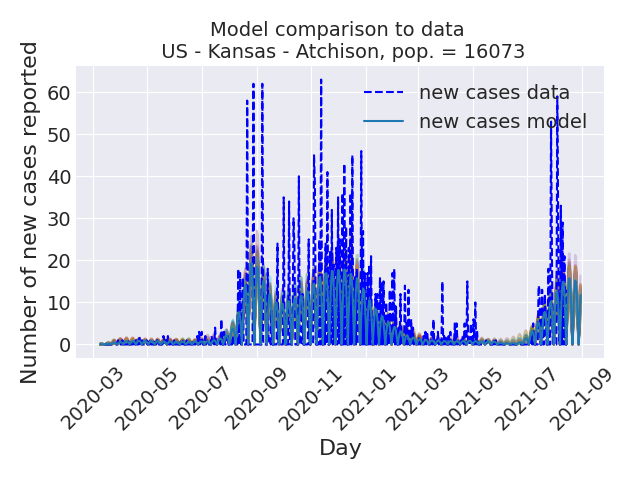 Model comparison to data
US - Kansas - Atchison, pop. = 16073
Number of new cases reported
60
50
40
30
20
10
0
new cases data
new cases model
2020-03
2020-05
2020-07
2020-09
2020-11
2021-01
2021-03
2021-05
2021-07
2021-09
Day